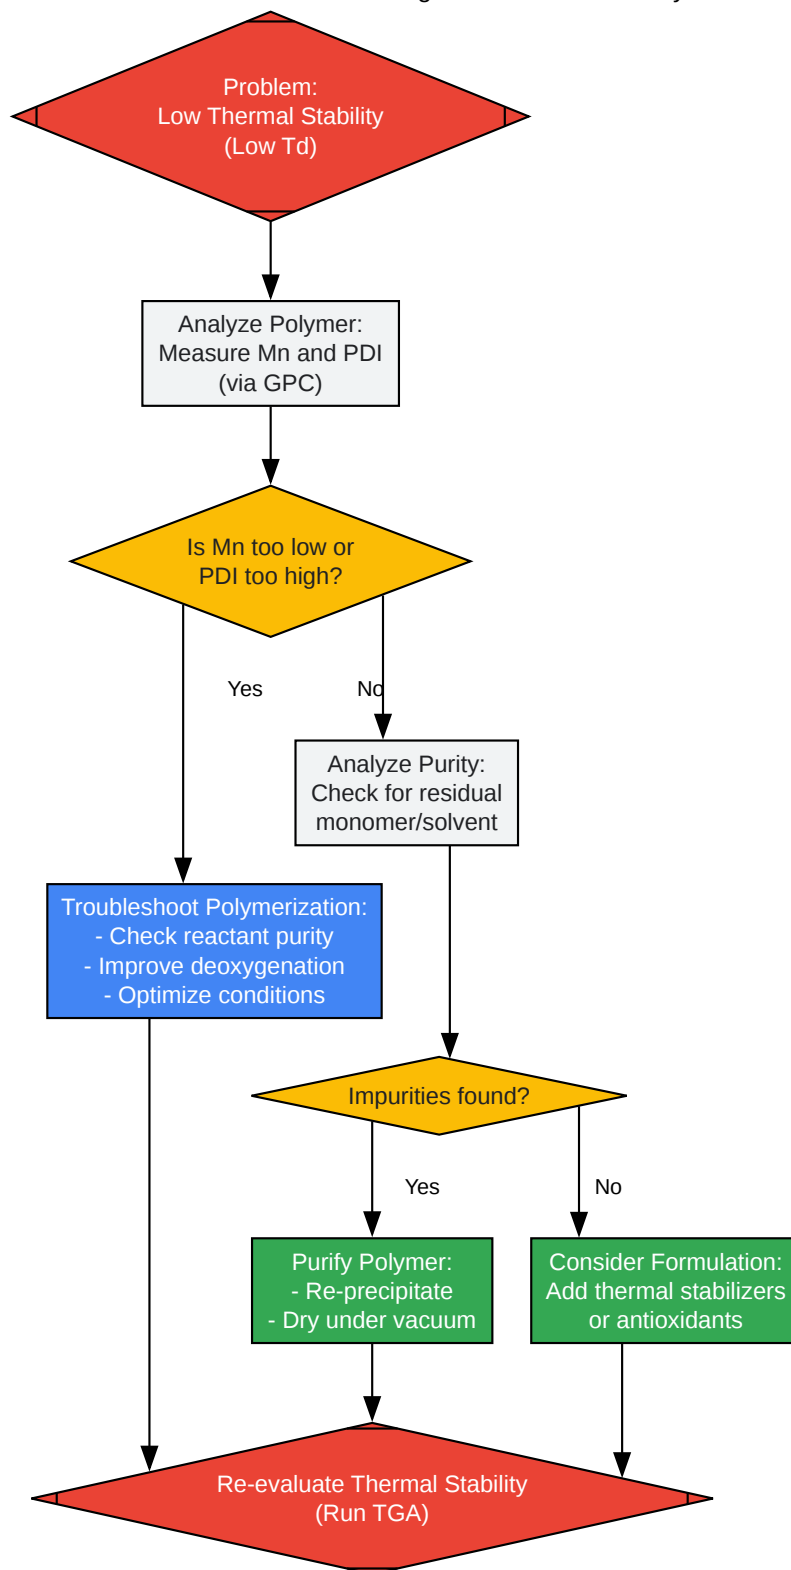 Problem:
Low Thermal Stability
(Low Td)
Analyze Polymer:
Measure Mn and PDI
(via GPC)
Is Mn too low or
PDI too high?
Yes
No
Analyze Purity:
Check for residual
monomer/solvent
Troubleshoot Polymerization:
- Check reactant purity
- Improve deoxygenation
- Optimize conditions
Impurities found?
Yes
No
Purify Polymer:
- Re-precipitate
- Dry under vacuum
Consider Formulation:
Add thermal stabilizers
or antioxidants
Re-evaluate Thermal Stability
(Run TGA)